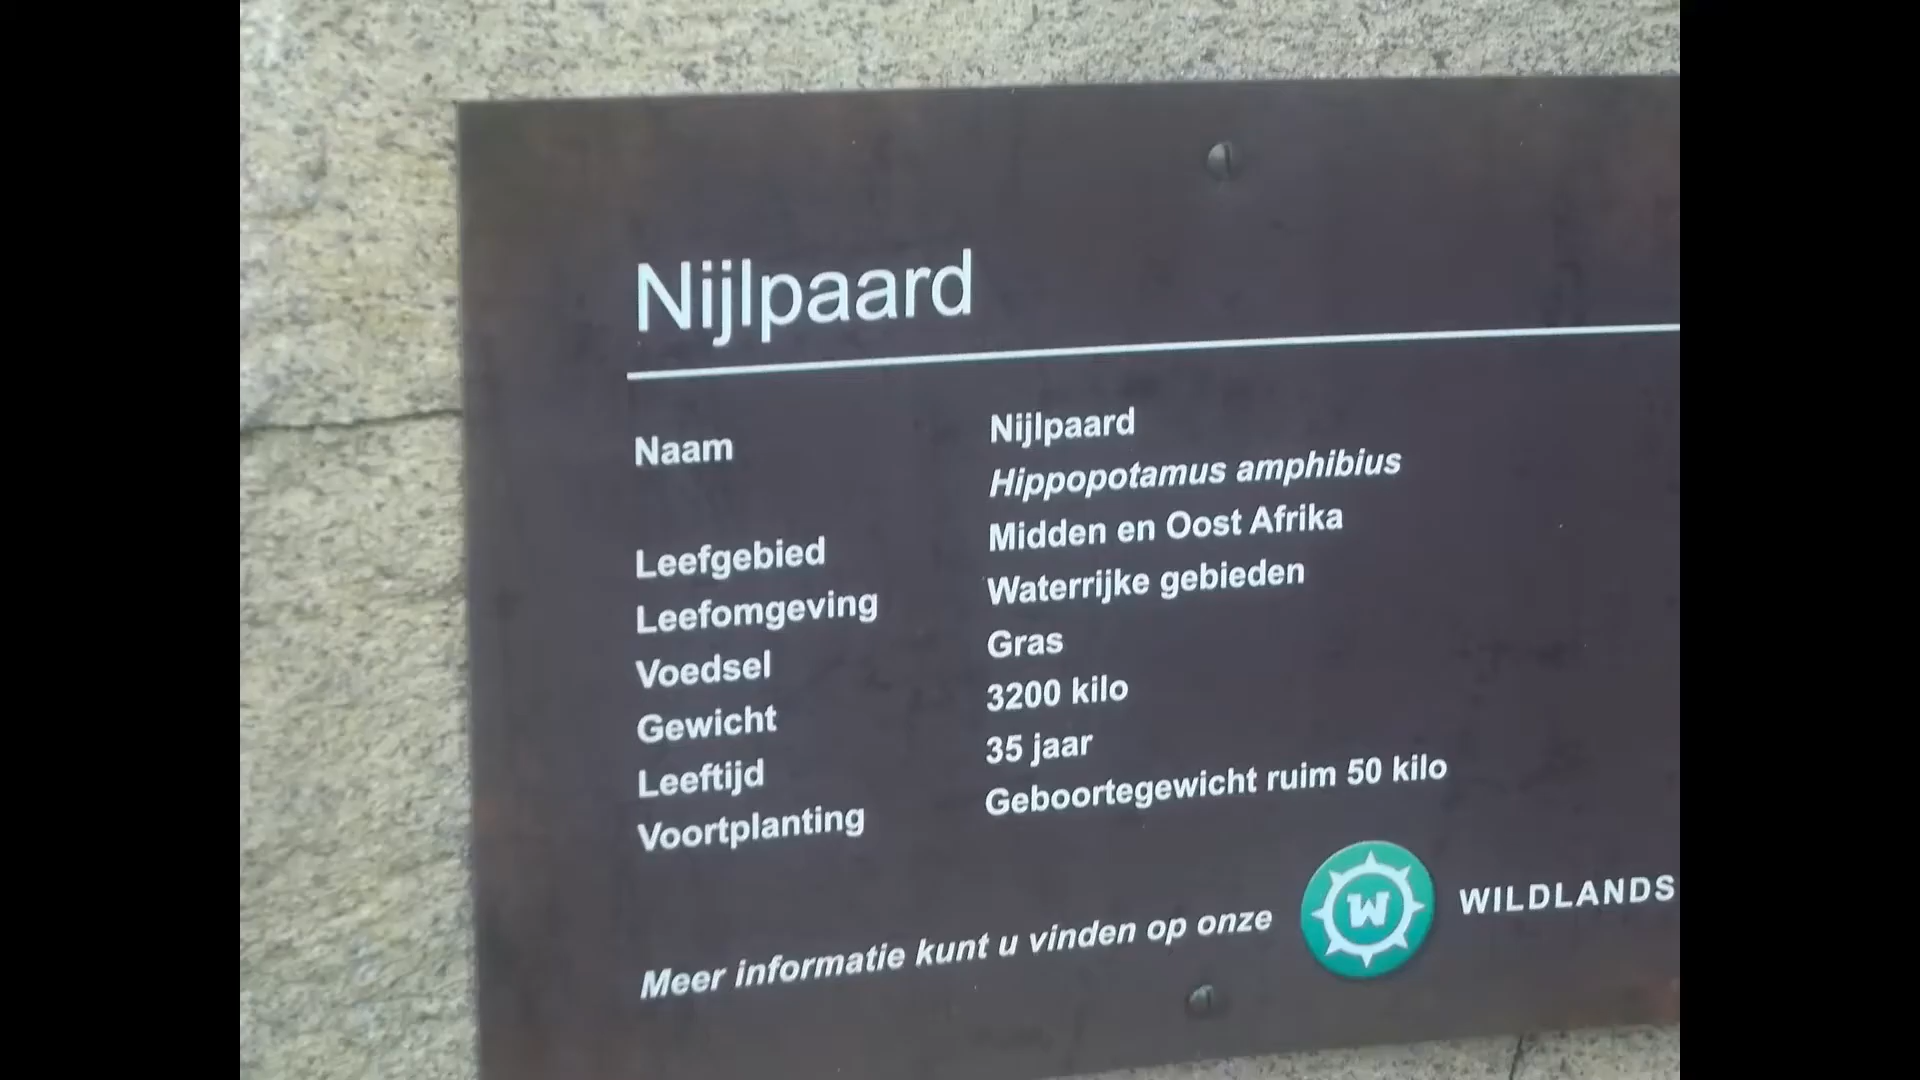 Nijlpaard
Naam Nijlpaard
Hippopotamus amphibius
Leefgebied Midden en Oost Afrika
Leefomgeving Waterrijke gebieden
Voedsel Gras
Gewicht 3200 kilo
Leeftijd 35 jaar
Voortplanting Geboortegewicht ruim 50 kilo
Meer informatie kunt u vinden op onze W WILDLANDS